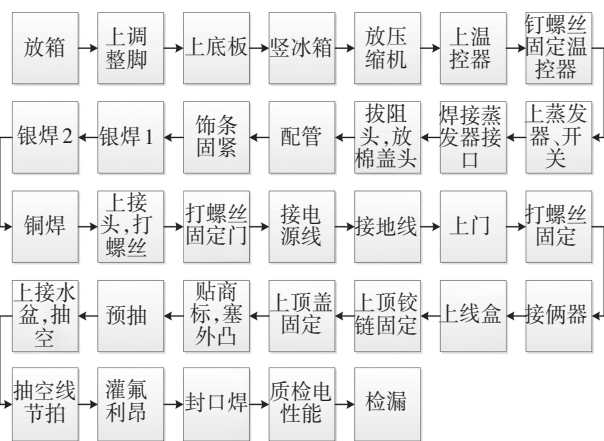 放箱
上调
整脚
上底板
竖冰箱
放压
缩机
上温
控器
钉螺丝
固定温
控器
银焊2
银焊1
饰条
固紧
配管
拔阻
头,放
棉盖头
焊接蒸
发器接
口
上蒸发
器、开
关
铜焊
上接
头,打
螺丝
打螺丝
固定门
接电
源线
接地线
上门
打螺丝
固定
上接水
盆,抽
空
预抽
贴商
标,塞
外凸
上顶盖
固定
上顶铰
链固定
上线盒
接俩器
抽空线
节拍
灌氟
利昂
封口焊
质检电
性能
检漏